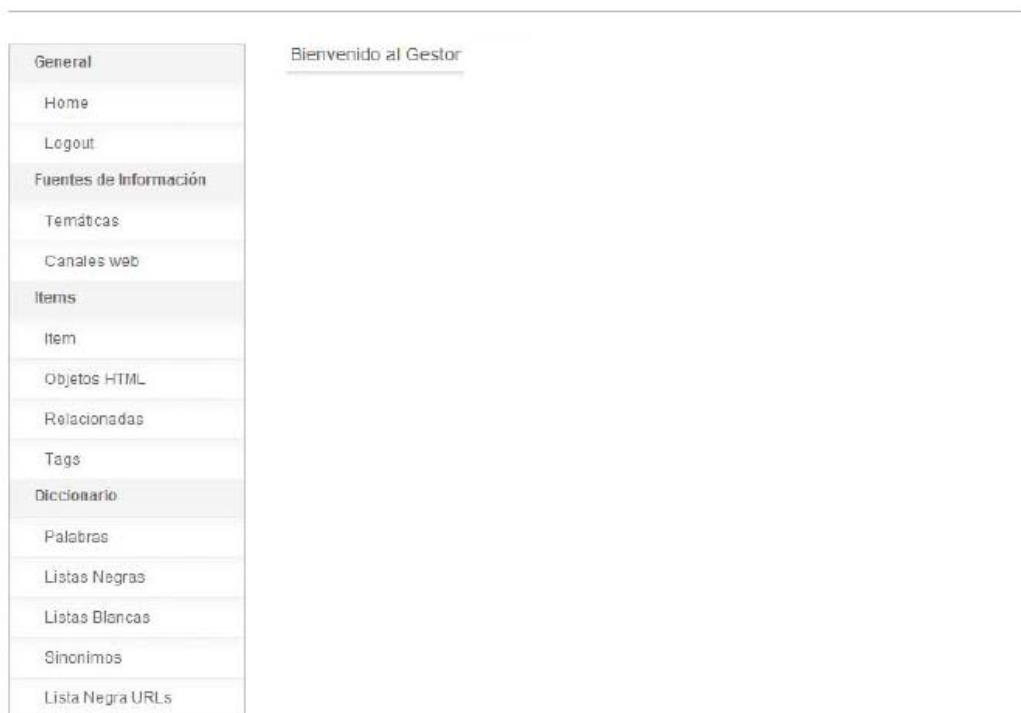 General
Bienvenido al Gestor
Home
Logout
Fuentes de Información
Temáticas
Canales web
Items
Item
Objetos HTML
Relacionadas
Tags
Diccionario
Palabras
Listas Negras
Listas Blancas
Sinonimos
Lista Negra URLs